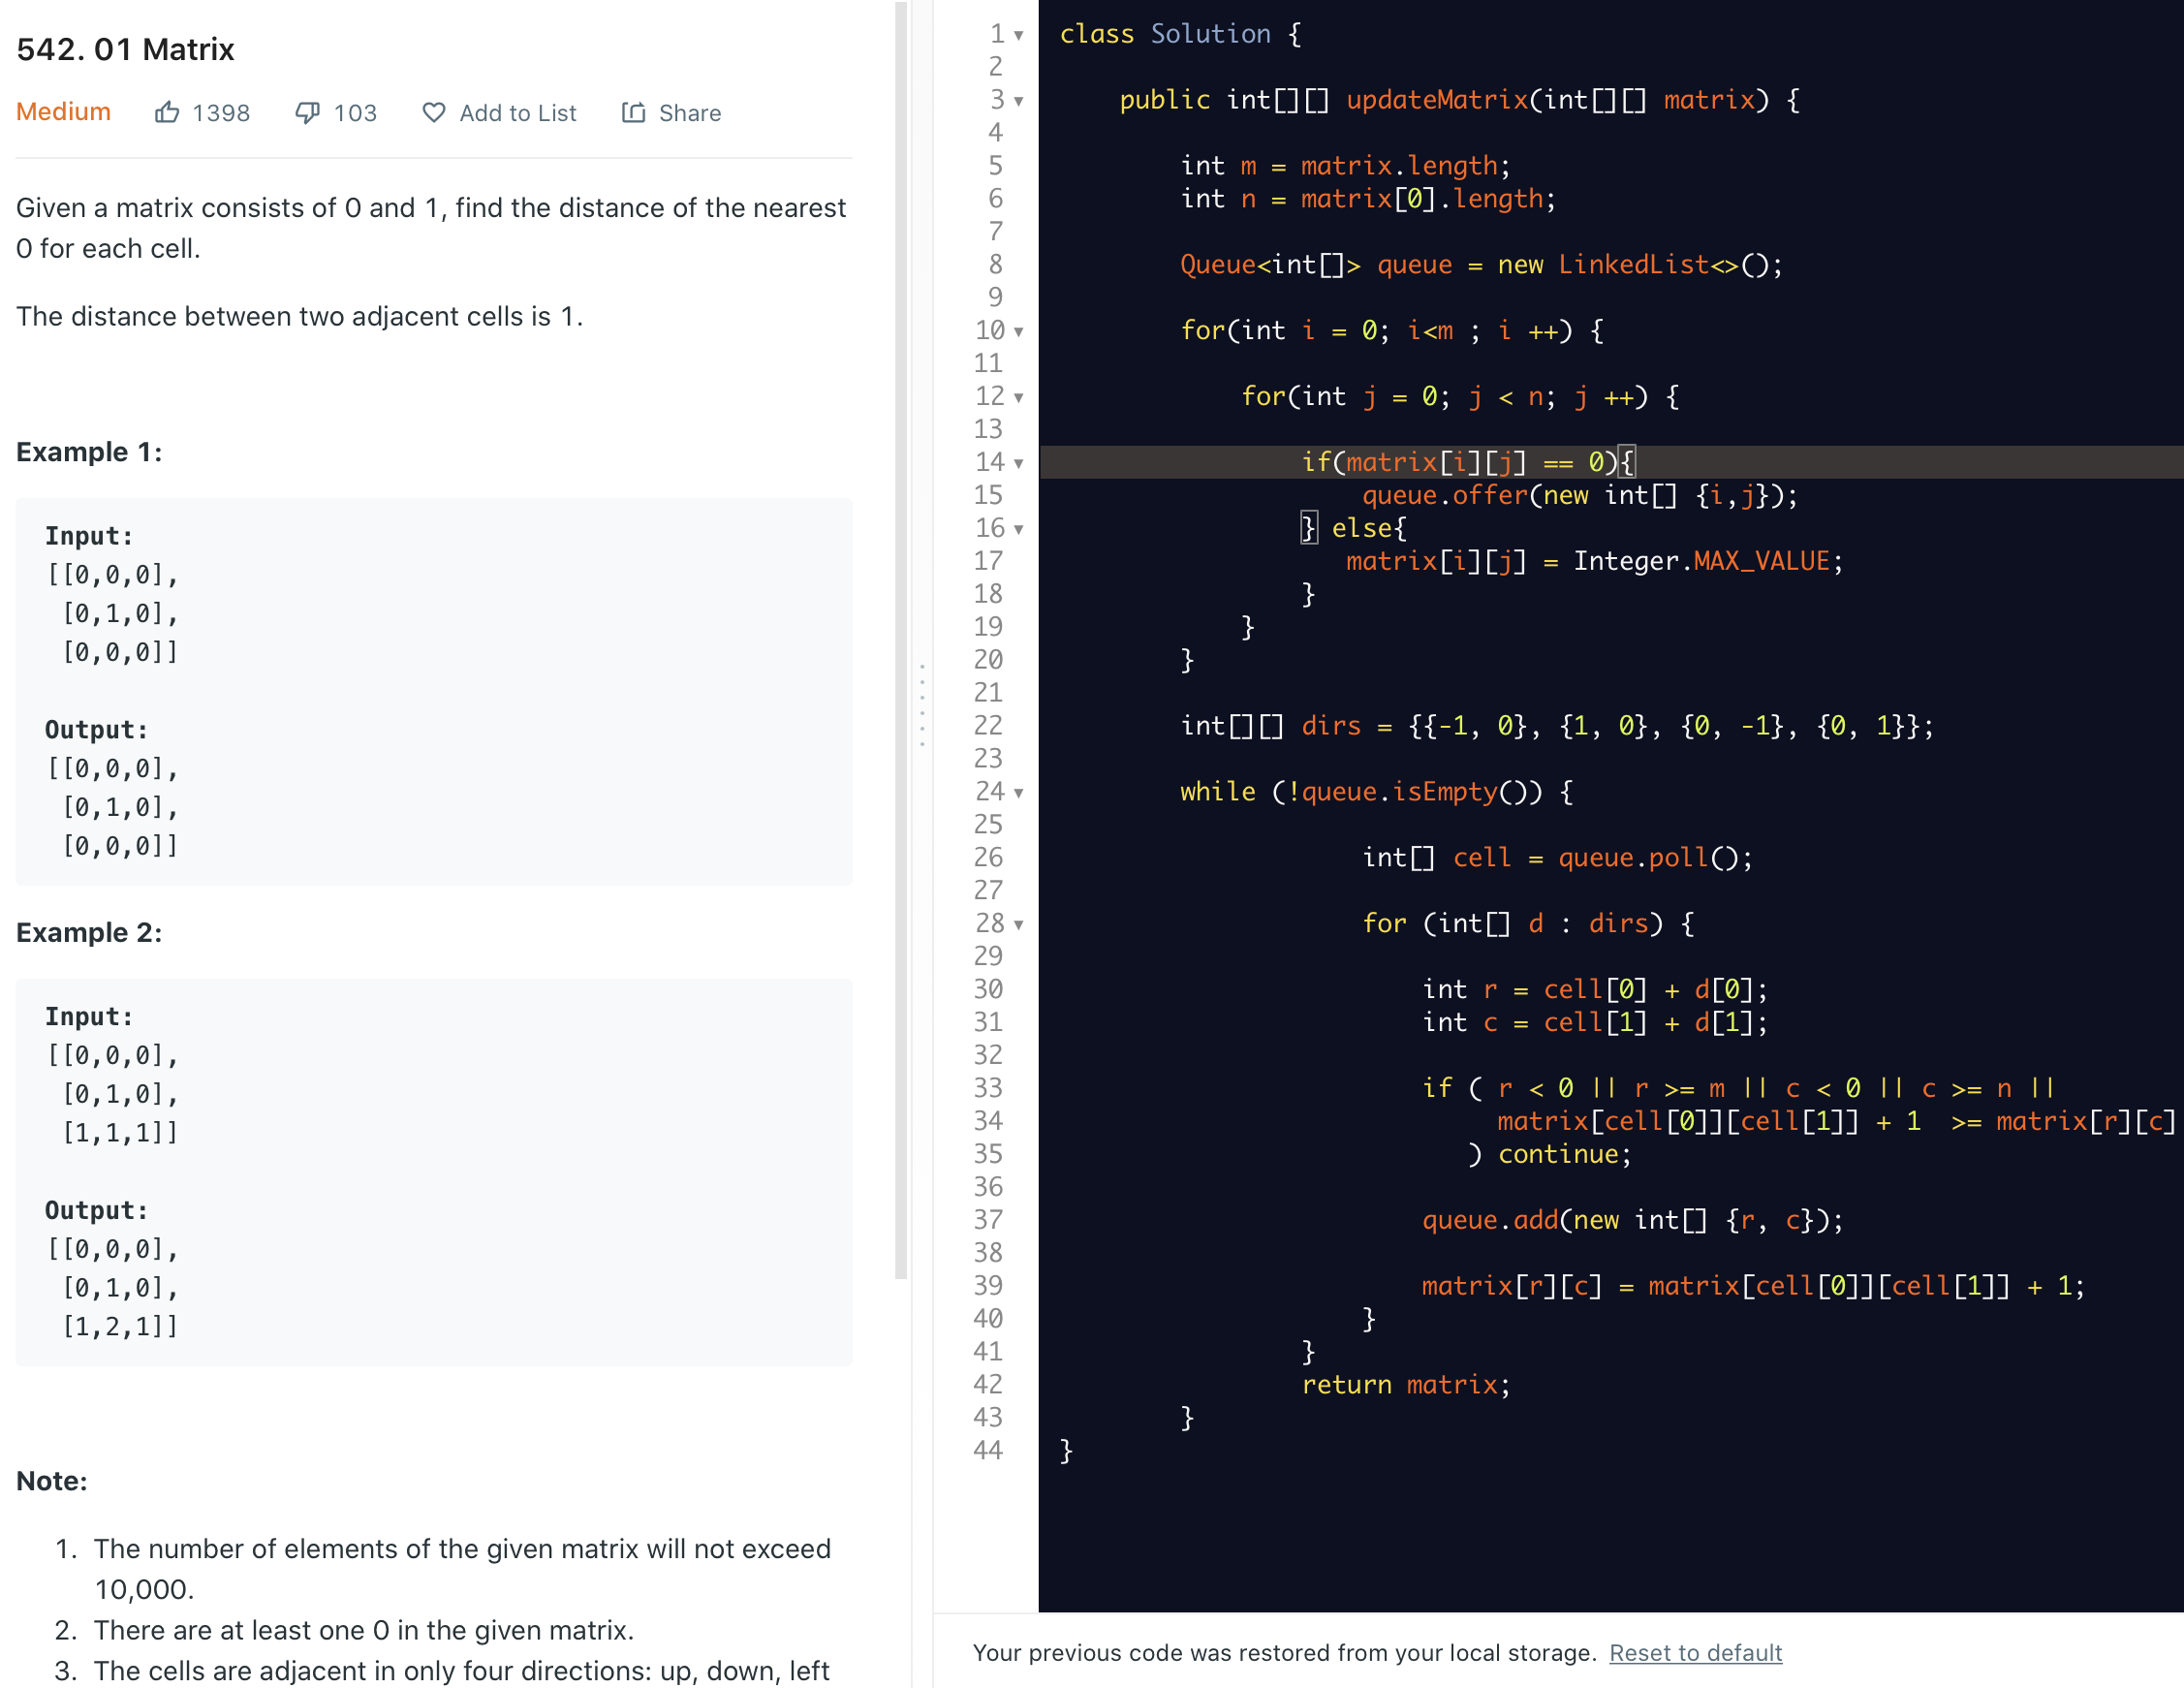 542. 01 Matrix
Medium 1398 103 Add to List Share
Given a matrix consists of 0 and 1, find the distance of the nearest
0 for each cell.
The distance between two adjacent cells is 1.
Example 1:
Input:
[[0,0,0],
 [0,1,0],
 [0,0,0]]
Output:
[[0,0,0],
 [0,1,0],
 [0,0,0]]
Example 2:
Input:
[[0,0,0],
 [0,1,0],
 [1,1,1]]
Output:
[[0,0,0],
 [0,1,0],
 [1,2,1]]
Note:
1. The number of elements of the given matrix will not exceed
10,000.
2. There are at least one 0 in the given matrix.
3. The cells are adjacent in only four directions: up, down, left
1 class Solution {
2
3     public int[][] updateMatrix(int[][] matrix) {
4
5         int m = matrix.length;
6         int n = matrix[0].length;
7
8         Queue<int[]> queue = new LinkedList<>();
9
10         for(int i = 0; i<m ; i ++) {
11
12             for(int j = 0; j < n; j ++) {
13
14                 if(matrix[i][j] == 0){
15                     queue.offer(new int[] {i,j});
16                 } else{
17                    matrix[i][j] = Integer.MAX_VALUE;
18                 }
19             }
20         }
21
22         int[][] dirs = {{-1, 0}, {1, 0}, {0, -1}, {0, 1}};
23
24         while (!queue.isEmpty()) {
25
26                     int[] cell = queue.poll();
27
28                     for (int[] d : dirs) {
29
30                         int r = cell[0] + d[0];
31                         int c = cell[1] + d[1];
32
33                         if ( r < 0 || r >= m || c < 0 || c >= n ||
34                              matrix[cell[0]][cell[1]] + 1  >= matrix[r][c]
35                            ) continue;
36
37                         queue.add(new int[] {r, c});
38
39                         matrix[r][c] = matrix[cell[0]][cell[1]] + 1;
40                     }
41                 }
42                 return matrix;
43         }
44 }
Your previous code was restored from your local storage. Reset to default